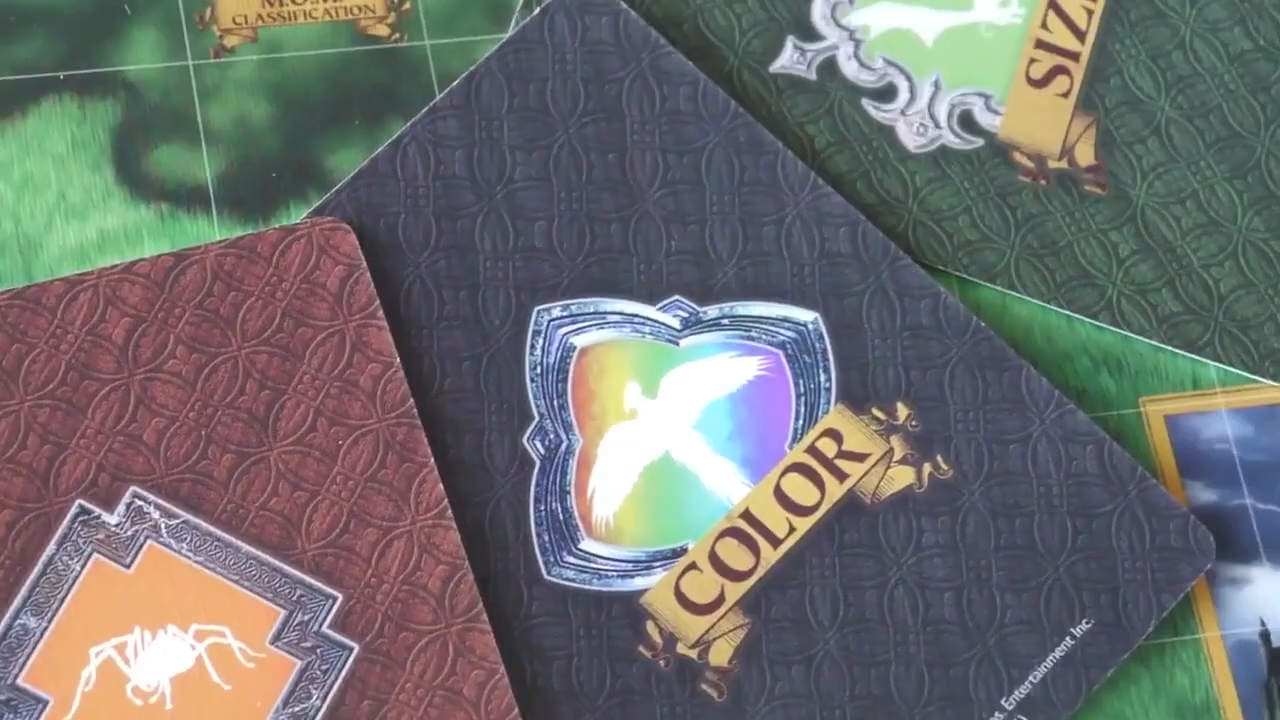 M.O.M.
CLASSIFICATION
SIZ
COLOR
s. Entertainment Inc.